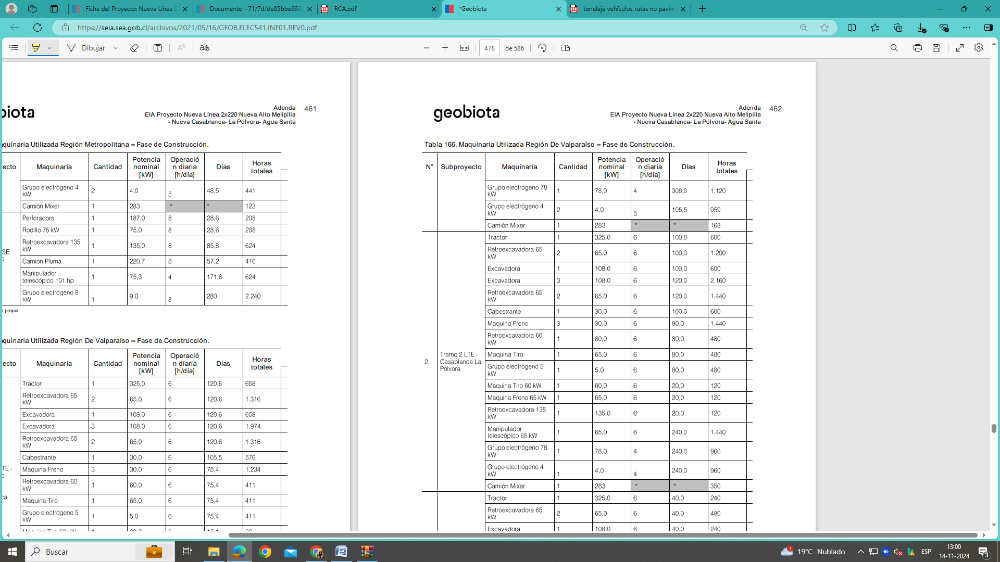 Ficha del Proyecto: Nueva Línea 2
Documento - 71/7d/de05bbe696
RCA.pdf
*Geobiota
tonelaje vehículos rutas no pavim
https://seia.sea.gob.cl/archivos/2021/05/16/GEOB.ELEC541.INF01.REV0.pdf
Dibujar
aあ
478 de 586
obiota
Adenda 461
EIA Proyecto Nueva Línea 2x220 Nueva Alto Melipilla
- Nueva Casablanca- La Pólvora- Agua Santa
aquinaria Utilizada Región Metropolitana – Fase de Construcción.
ecto Maquinaria Cantidad Potencia nominal [kW] Operació n diaria [h/día] Días Horas totales
Grupo electrógeno 4 kW 2 4,0 5 48,5 441
Camión Mixer 1 283 * * 123
Perforadora 1 187,0 8 28,6 208
Rodillo 75 kW 1 75,0 8 28,6 208
Retroexcavadora 135 kW 1 135,0 8 85,8 624
SE
o
Camión Pluma 1 220,7 8 57,2 416
Manipulador telescópico 101 hp 1 75,3 4 171,6 624
Grupo electrógeno 8 kW 1 9,0 8 280 2.240
n propia
aquinaria Utilizada Región De Valparaíso – Fase de Construcción.
ecto Maquinaria Cantidad Potencia nominal [kW] Operació n diaria [h/día] Días Horas totales
Tractor 1 325,0 6 120,6 658
Retroexcavadora 65 kW 2 65,0 6 120,6 1.316
Excavadora 1 108,0 6 120,6 658
Excavadora 3 108,0 6 120,6 1.974
Retroexcavadora 65 kW 2 65,0 6 120,6 1.316
Cabestrante 1 30,0 6 105,5 576
TE -
o
Maquina Freno 3 30,0 6 75,4 1.234
Retroexcavadora 60 kW 1 60,0 6 75,4 411
ca
Maquina Tiro 1 65,0 6 75,4 411
Grupo electrógeno 5 kW 1 5,0 6 75,4 411
Maquina Tiro 60 kW 1 60,0 6 15,1 82
geobiota
Adenda 462
EIA Proyecto Nueva Línea 2x220 Nueva Alto Melipilla
- Nueva Casablanca- La Pólvora- Agua Santa
Tabla 166. Maquinaria Utilizada Región De Valparaíso – Fase de Construcción.
N° Subproyecto Maquinaria Cantidad Potencia nominal [kW] Operació n diaria [h/día] Días Horas totales
Grupo electrógeno 78 kW 1 78,0 4 308,0 1.120
Grupo electrógeno 4 kW 2 4,0 5 105,5 959
Camión Mixer 1 283 * * 168
2 Tramo 2 LTE - Casablanca La Pólvora
Tractor 1 325,0 6 100,0 600
Retroexcavadora 65 kW 2 65,0 6 100,0 1.200
Excavadora 1 108,0 6 100,0 600
Excavadora 3 108,0 6 120,0 2.160
Retroexcavadora 65 kW 2 65,0 6 120,0 1.440
Cabestrante 1 30,0 6 100,0 600
Maquina Freno 3 30,0 6 80,0 1.440
Retroexcavadora 60 kW 1 60,0 6 80,0 480
Maquina Tiro 1 65,0 6 80,0 480
Grupo electrógeno 5 kW 1 5,0 6 80,0 480
Maquina Tiro 60 kW 1 60,0 6 20,0 120
Maquina Freno 65 kW 1 65,0 6 20,0 120
Retroexcavadora 135 kW 1 135,0 6 20,0 120
Manipulador telescópico 65 kW 1 65,0 6 240,0 1.440
Grupo electrógeno 78 kW 1 78,0 4 240,0 960
Grupo electrógeno 4 kW 1 4,0 4 240,0 960
Camión Mixer 1 283 * * 350
Tractor 1 325,0 6 40,0 240
Retroexcavadora 65 kW 2 65,0 6 40,0 480
Excavadora 1 108,0 6 40,0 240
Buscar
1 19°C Nublado
ESP
13:00
14-11-2024
3